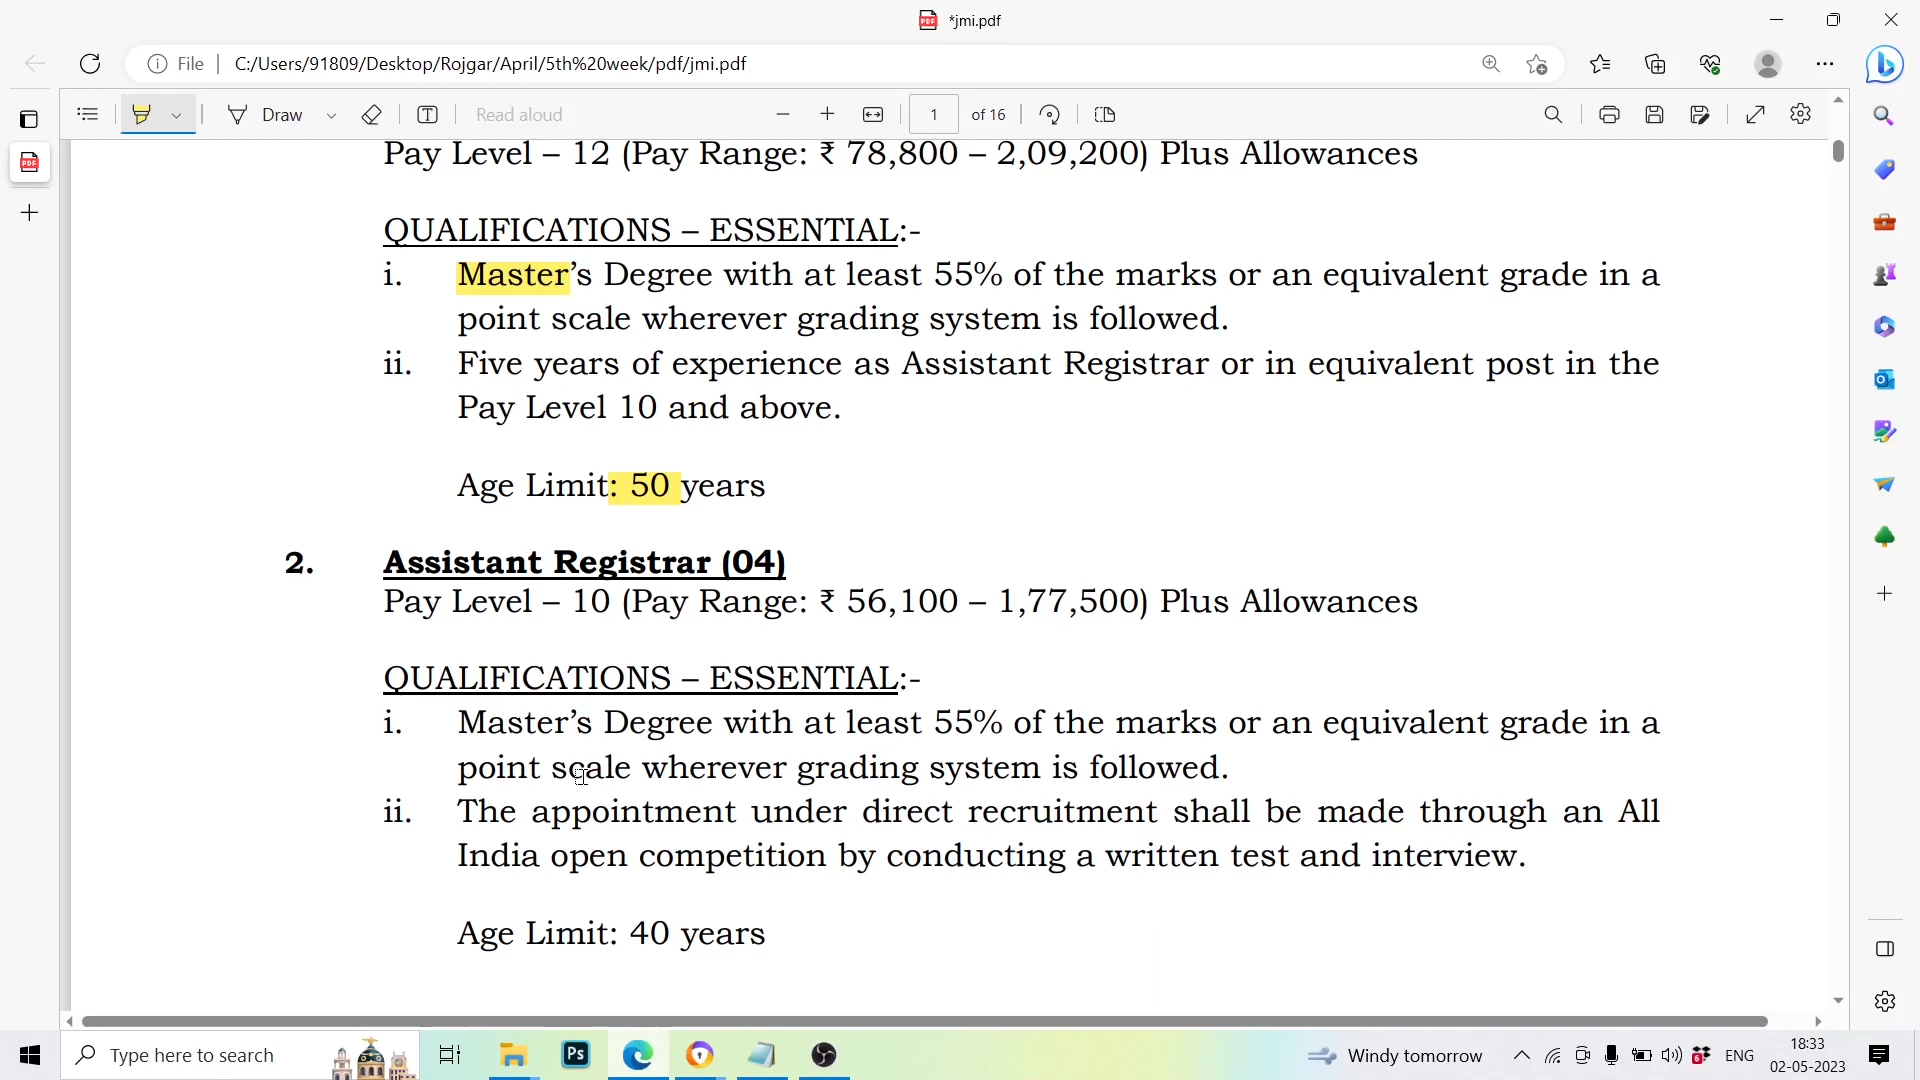 *jmi.pdf
File
C:/Users/91809/Desktop/Rojgar/April/5th%20week/pdf/jmi.pdf
Draw
Read aloud
1
of 16
Pay Level – 12 (Pay Range: ₹ 78,800 – 2,09,200) Plus Allowances
QUALIFICATIONS – ESSENTIAL:-
i. Master’s Degree with at least 55% of the marks or an equivalent grade in a
point scale wherever grading system is followed.
ii. Five years of experience as Assistant Registrar or in equivalent post in the
Pay Level 10 and above.
Age Limit: 50 years
2. Assistant Registrar (04)
Pay Level – 10 (Pay Range: ₹ 56,100 – 1,77,500) Plus Allowances
QUALIFICATIONS – ESSENTIAL:-
i. Master’s Degree with at least 55% of the marks or an equivalent grade in a
point scale wherever grading system is followed.
ii. The appointment under direct recruitment shall be made through an All
India open competition by conducting a written test and interview.
Age Limit: 40 years
Type here to search
Ps
Windy tomorrow
ENG
18:33
02-05-2023